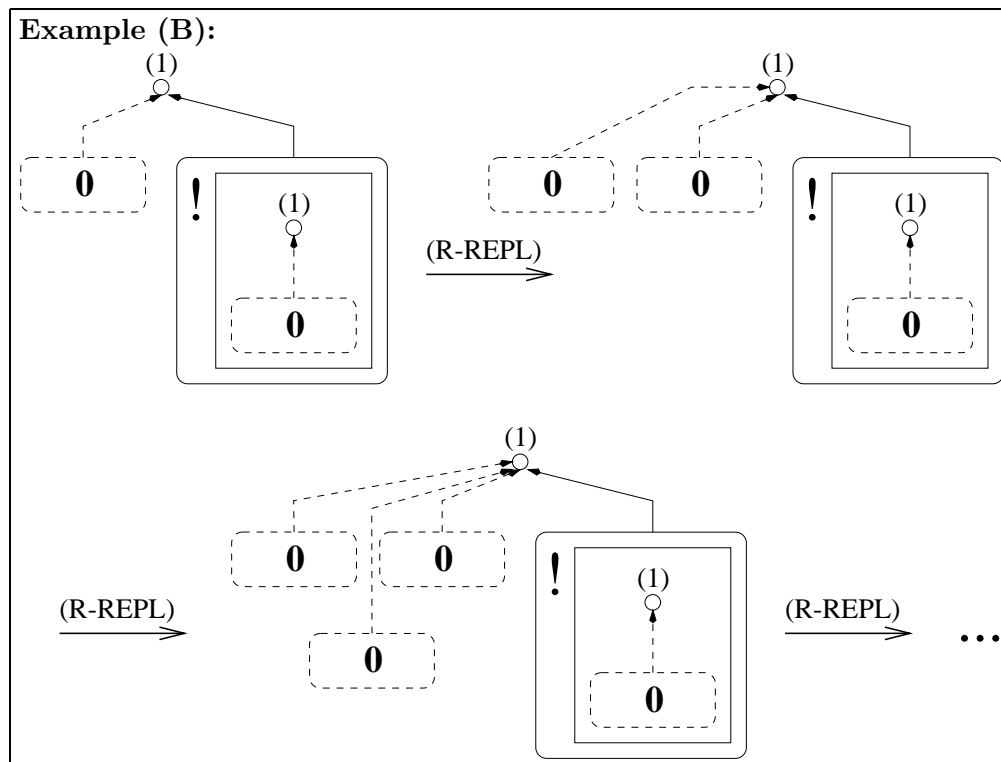 Example (B):
(1) (1)
0 ! 0 0 !
(1) (1)
(R-REPL)
0 0
(1)
0 0 !
(1)
(R-REPL) (R-REPL)
0 ...
0